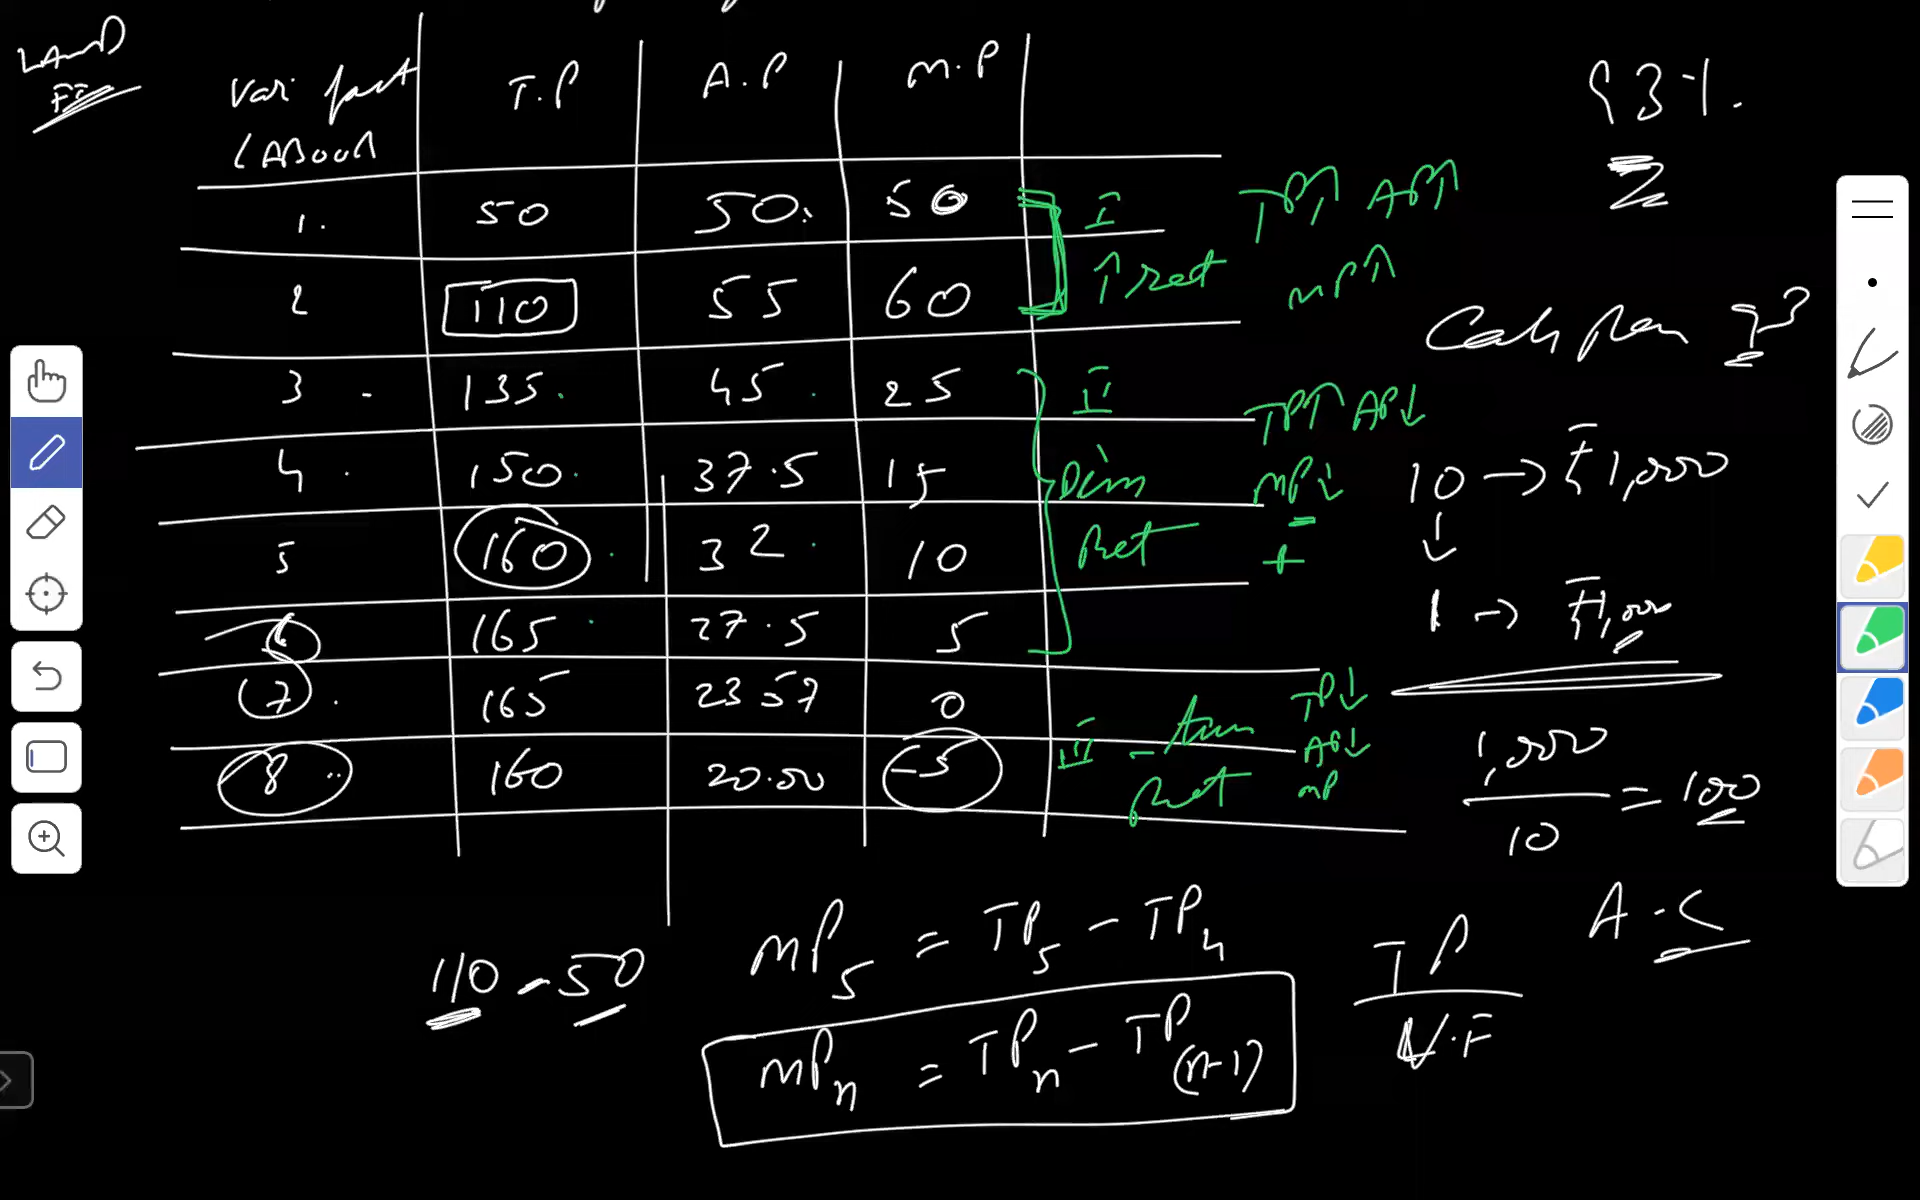 LAND
FF
Vari fact
LABOUR
T.P
A.P
M.P
93%.
1. 50 50. 50 I TP↑ AP↑
2 110 55 60 ↑ ret MP↑
3 135. 45. 25 II TP↑ AP↓
4. 150. 37.5 15 Dim MP↓
5 160. 32. 10 Ret +
6 165. 27.5 5
7. 165 23 57 0 TP↓
8 160 20.00 -5 III Ret AP↓ MP
10 → ₹1,000
↓
1 → ₹1,000
1,000
10
= 100
A.C
110 - 50
MP5 = TP5 - TP4
MPn = TPn - TP(n-1)
TP
V.F